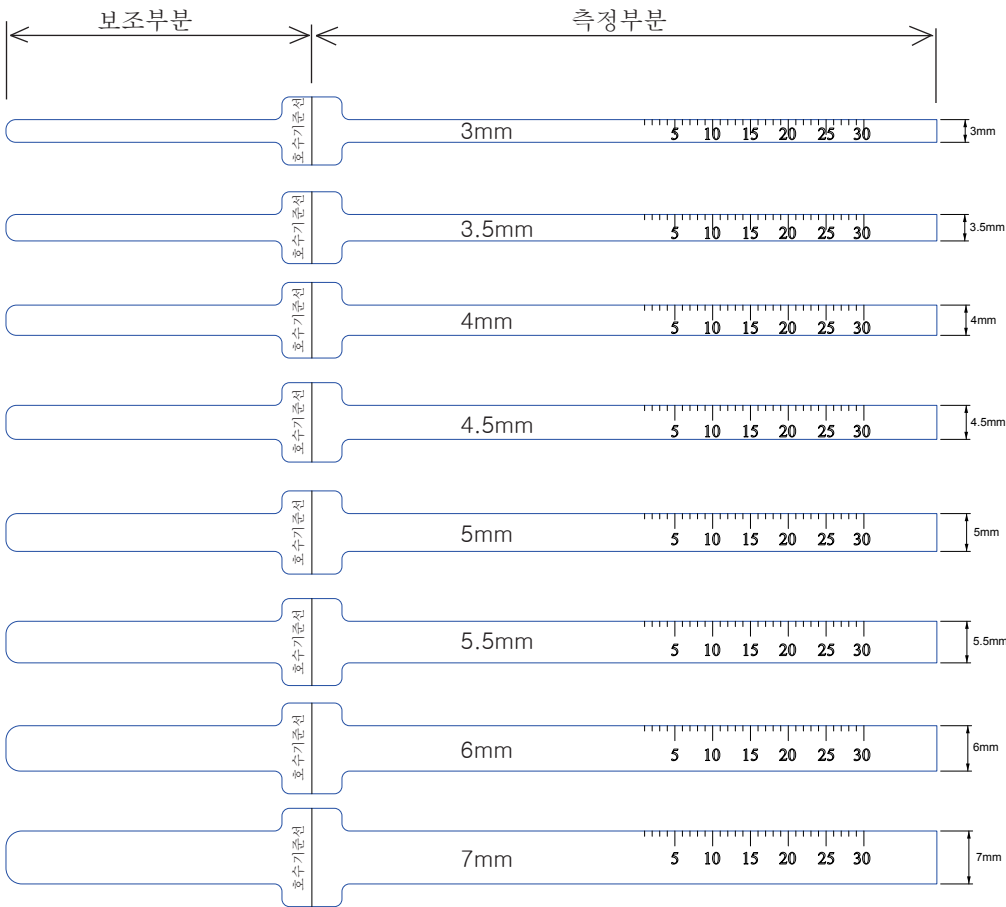 보조부분 측정부분
호수기준선 3mm 5 10 15 20 25 30 3mm
호수기준선 3.5mm 5 10 15 20 25 30 3.5mm
호수기준선 4mm 5 10 15 20 25 30 4mm
호수기준선 4.5mm 5 10 15 20 25 30 4.5mm
호수기준선 5mm 5 10 15 20 25 30 5mm
호수기준선 5.5mm 5 10 15 20 25 30 5.5mm
호수기준선 6mm 5 10 15 20 25 30 6mm
호수기준선 7mm 5 10 15 20 25 30 7mm